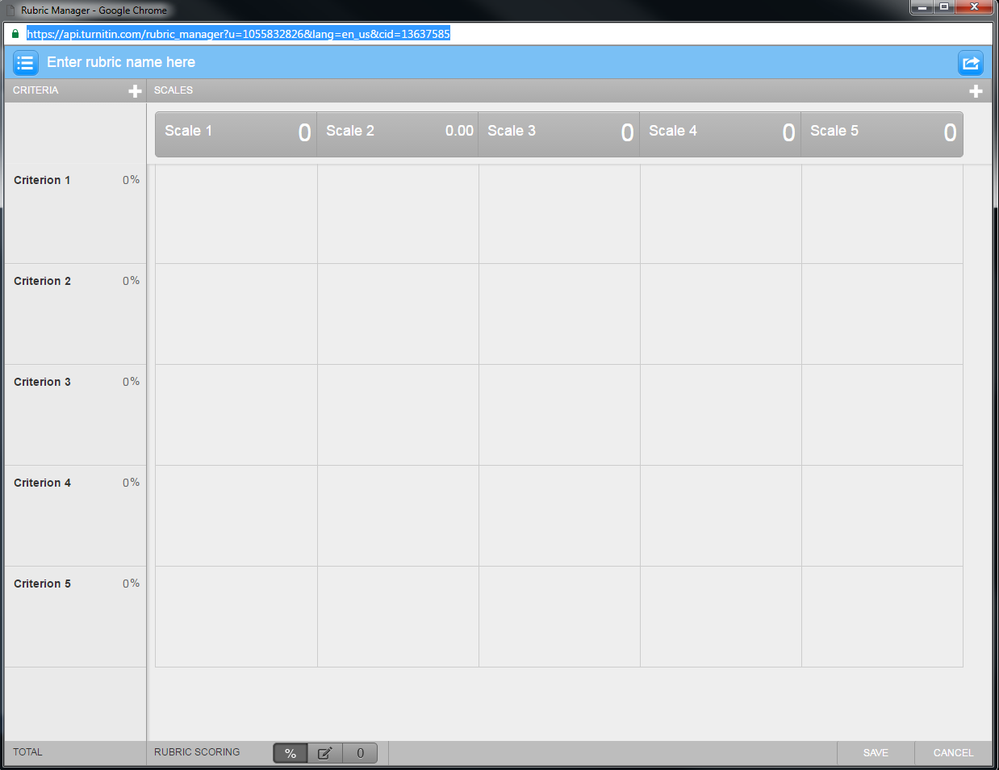 Rubric Manager - Google Chrome
https://api.turnitin.com/rubric_manager?u=1055832826&lang=en_us&cid=13637585
Enter rubric name here
CRITERIA
SCALES
Scale 1 0 Scale 2 0.00 Scale 3 0 Scale 4 0 Scale 5 0
Criterion 1 0%
Criterion 2 0%
Criterion 3 0%
Criterion 4 0%
Criterion 5 0%
TOTAL
RUBRIC SCORING % 0
SAVE CANCEL